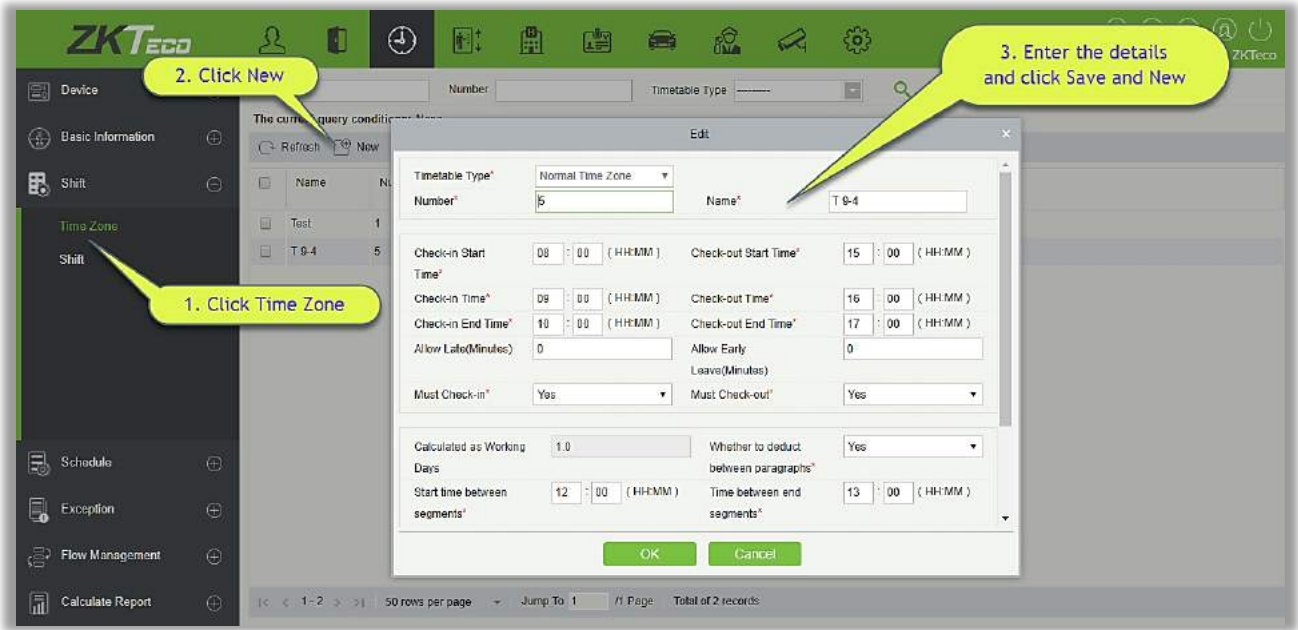 ZKTeco
ZKTeco
2. Click New
3. Enter the details
and click Save and New
Device
Number
Timetable Type ---------
The current query conditions: None
Basic Information
Refresh New
Shift
Name
Time Zone
Test 1
Shift
T 9-4 5
1. Click Time Zone
Edit
Timetable Type* Normal Time Zone
Number* 5 Name* T 9-4
Check-in Start 08 : 00 ( HH:MM ) Check-out Start Time* 15 : 00 ( HH:MM )
Time*
Check-in Time* 09 : 00 ( HH:MM ) Check-out Time* 16 : 00 ( HH:MM )
Check-in End Time* 10 : 00 ( HH:MM ) Check-out End Time* 17 : 00 ( HH:MM )
Allow Late(Minutes) 0 Allow Early 0
Leave(Minutes)
Must Check-in* Yes Must Check-out* Yes
Calculated as Working 1.0 Whether to deduct Yes
Days between paragraphs*
Start time between 12 : 00 ( HH:MM ) Time between end 13 : 00 ( HH:MM )
segments* segments*
OK Cancel
Schedule
Exception
Flow Management
Calculate Report
1-2 50 rows per page Jump To 1 /1 Page Total of 2 records